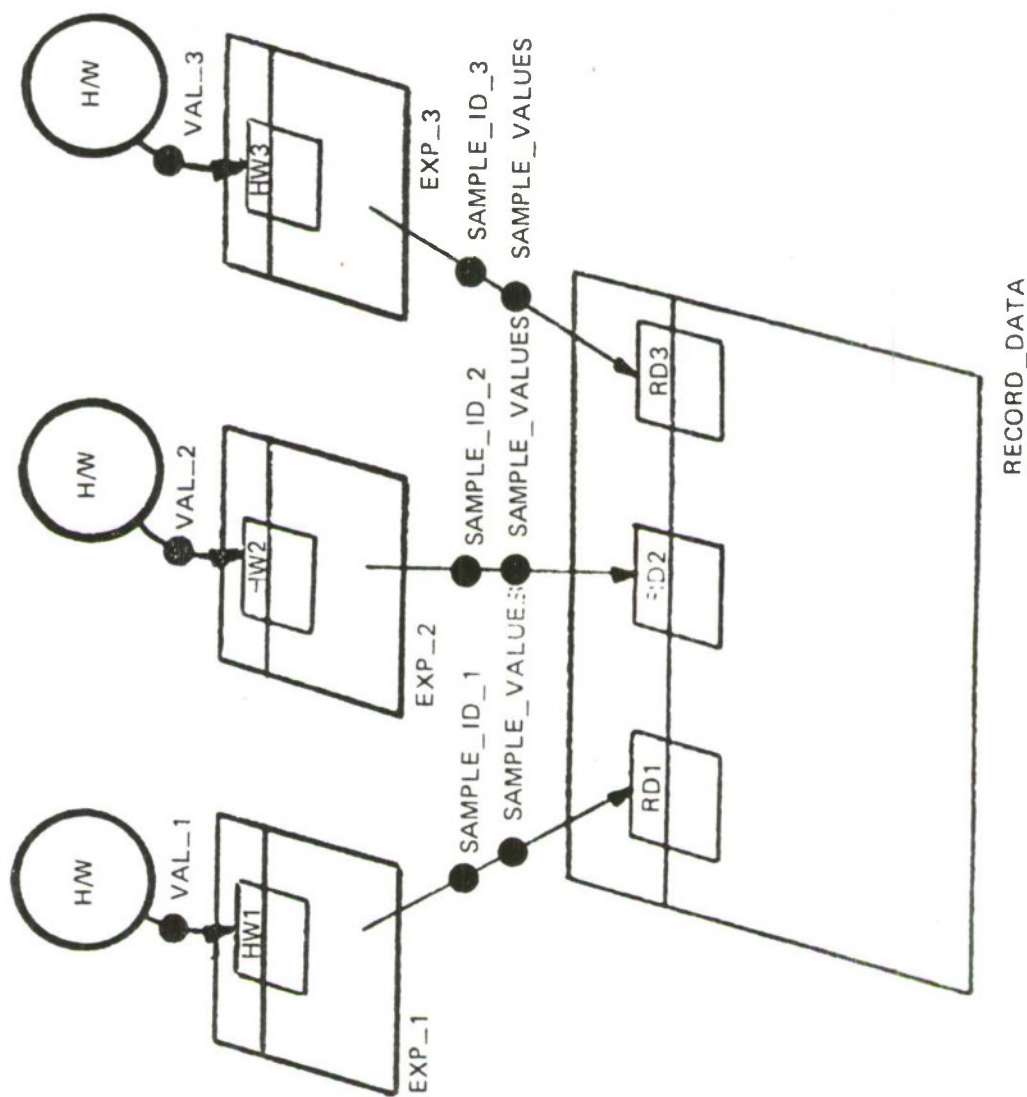 H/W
H/W
H/W
VAL_1
VAL_2
VAL_3
HW1
HW3
EXP_1
EXP_2
EXP_3
SAMPLE_ID_1
SAMPLE_ID_2
SAMPLE_ID_3
SAMPLE_VALUES
SAMPLE_VALUES
SAMPLE_VALUES
RD1
RD3
RECORD_DATA